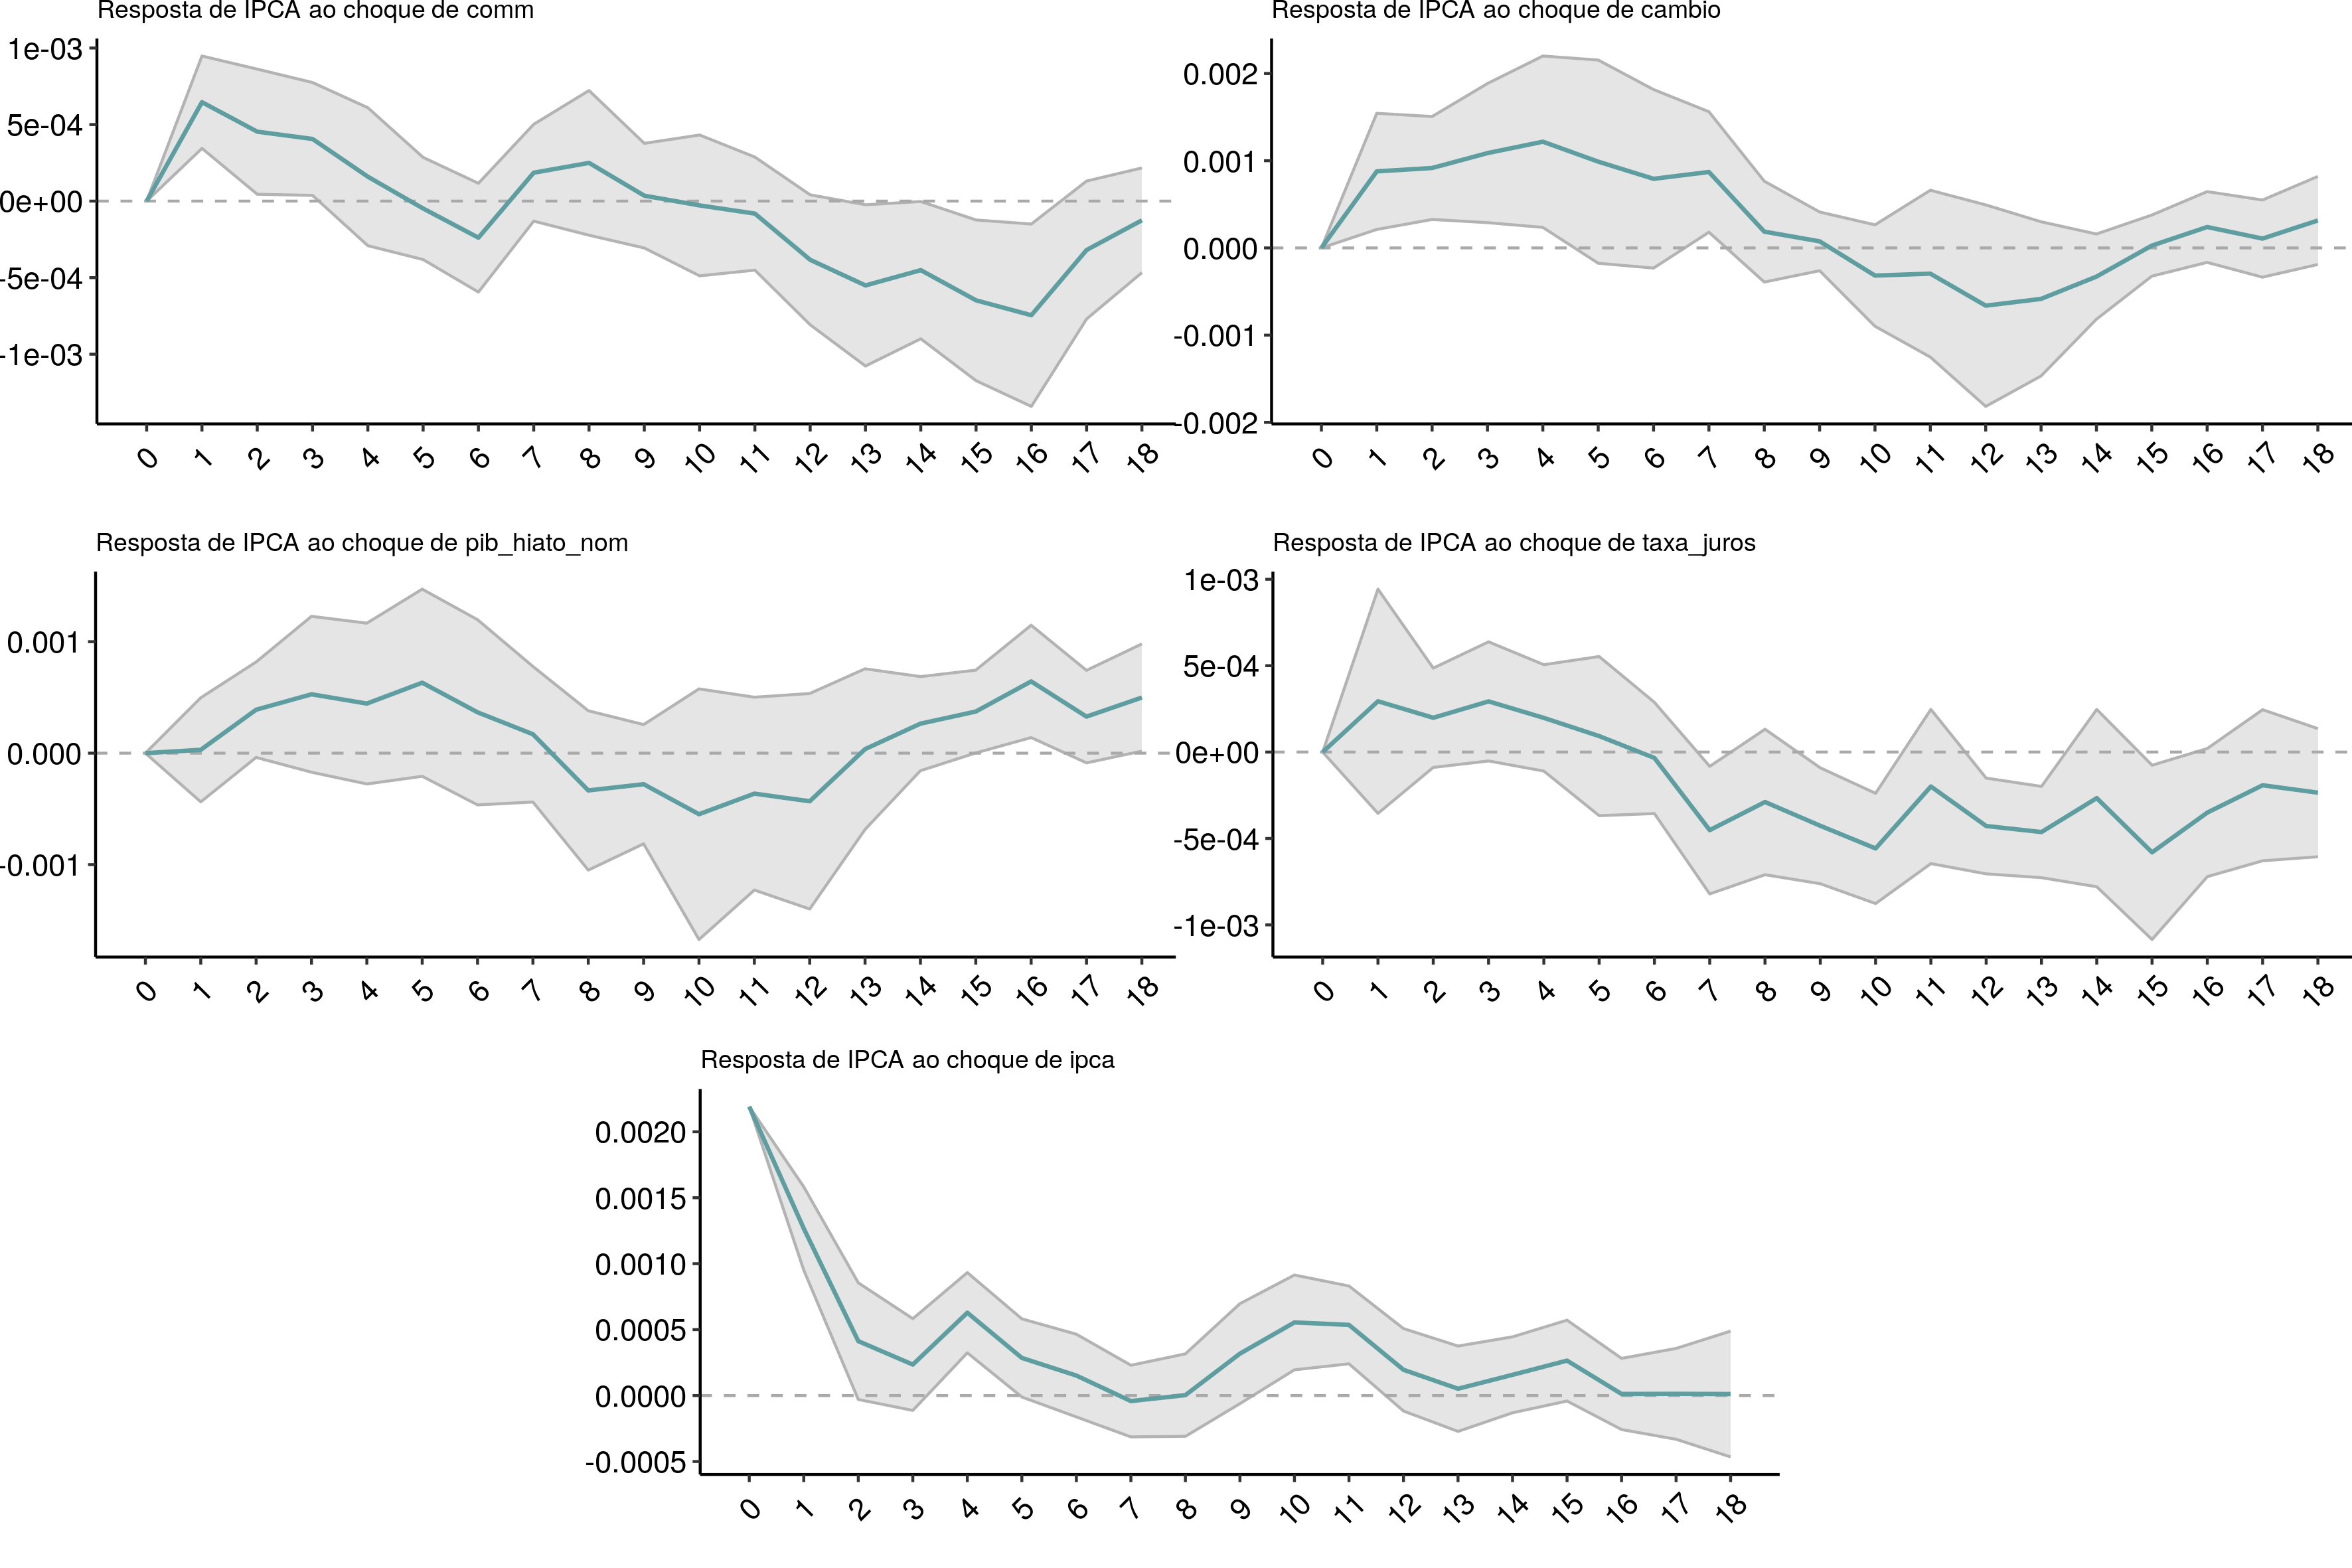 Resposta de IPCA ao choque de comm
1e-03
5e-04
0e+00
-5e-04
-1e-03
0 1 2 3 4 5 6 7 8 9 10 11 12 13 14 15 16 17 18
Resposta de IPCA ao choque de cambio
0.002
0.001
0.000
-0.001
-0.002
0 1 2 3 4 5 6 7 8 9 10 11 12 13 14 15 16 17 18
Resposta de IPCA ao choque de pib_hiato_nom
0.001
0.000
-0.001
0 1 2 3 4 5 6 7 8 9 10 11 12 13 14 15 16 17 18
Resposta de IPCA ao choque de taxa_juros
1e-03
5e-04
0e+00
-5e-04
-1e-03
0 1 2 3 4 5 6 7 8 9 10 11 12 13 14 15 16 17 18
Resposta de IPCA ao choque de ipca
0.0020
0.0015
0.0010
0.0005
0.0000
-0.0005
0 1 2 3 4 5 6 7 8 9 10 11 12 13 14 15 16 17 18